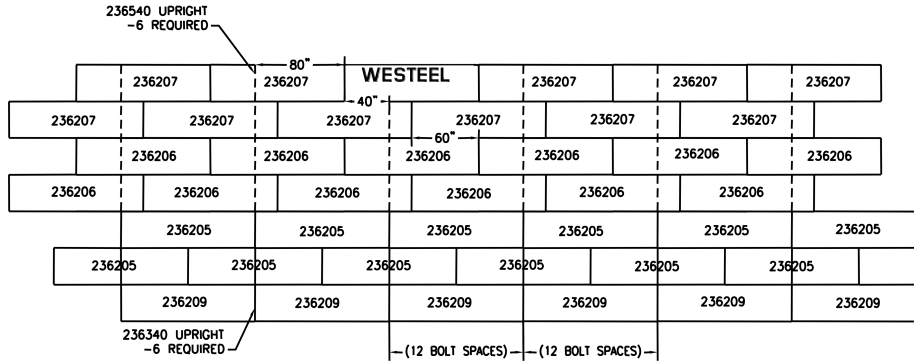 236540 UPRIGHT
-6 REQUIRED
80"
236207 236207 WESTEEL 236207 236207 236207
40"
236207 236207 236207 236207 236207 236207
60"
236206 236206 236206 236206 236206 236206
236206 236206 236206 236206 236206 236206
236205 236205 236205 236205 236205 236205
236205 236205 236205 236205 236205 236205
236209 236209 236209 236209 236209 236209
236340 UPRIGHT
-6 REQUIRED
(12 BOLT SPACES) (12 BOLT SPACES)